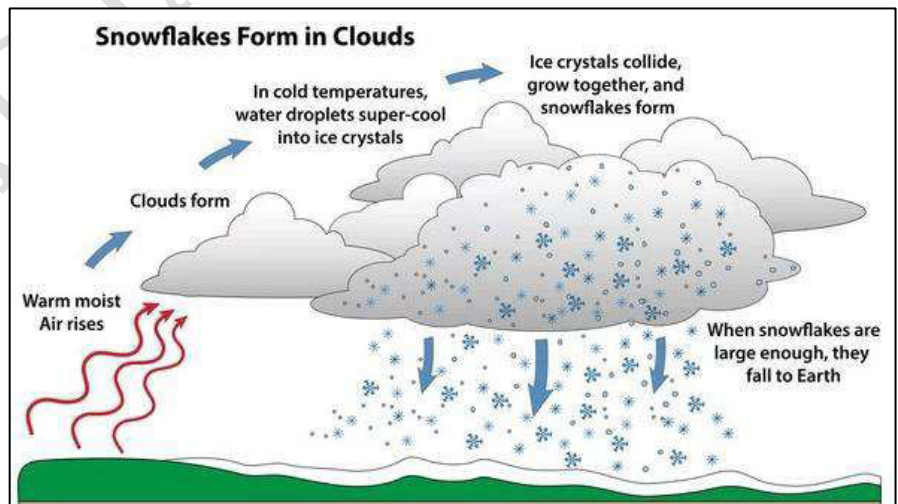 Snowflakes Form in Clouds
Warm moist
Air rises
Clouds form
In cold temperatures,
water droplets super-cool
into ice crystals
Ice crystals collide,
grow together, and
snowflakes form
When snowflakes are
large enough, they
fall to Earth